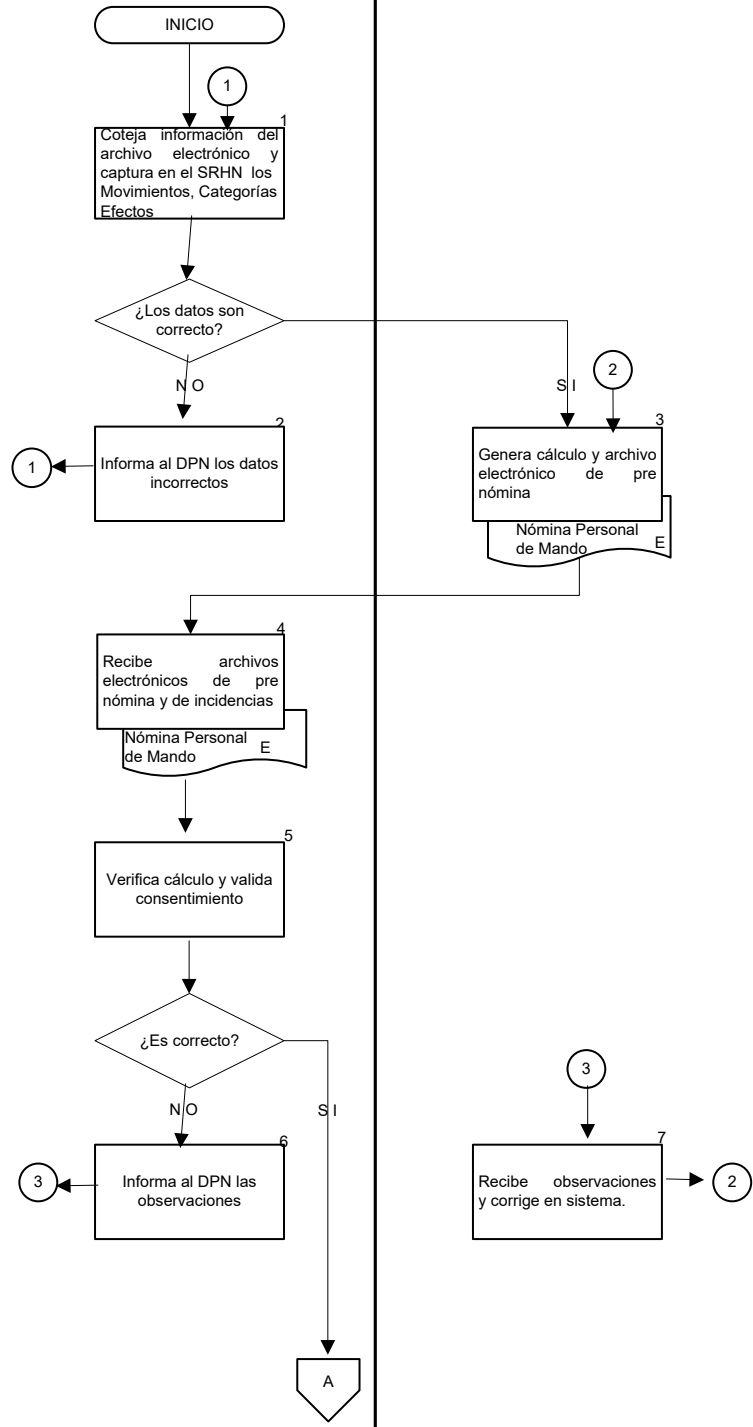 INICIO
1
1
Coteja información del
archivo electrónico y
captura en el SRHN los
Movimientos, Categorías
Efectos
¿Los datos son
correcto?
N O
S I
2
2
Informa al DPN los datos
incorrectos
1
3
Genera cálculo y archivo
electrónico de pre
nómina
Nómina Personal
de Mando
E
4
Recibe archivos
electrónicos de pre
nómina y de incidencias
Nómina Personal
de Mando
E
5
Verifica cálculo y valida
consentimiento
¿Es correcto?
N O
S I
6
Informa al DPN las
observaciones
3
3
7
Recibe observaciones
y corrige en sistema.
2
A